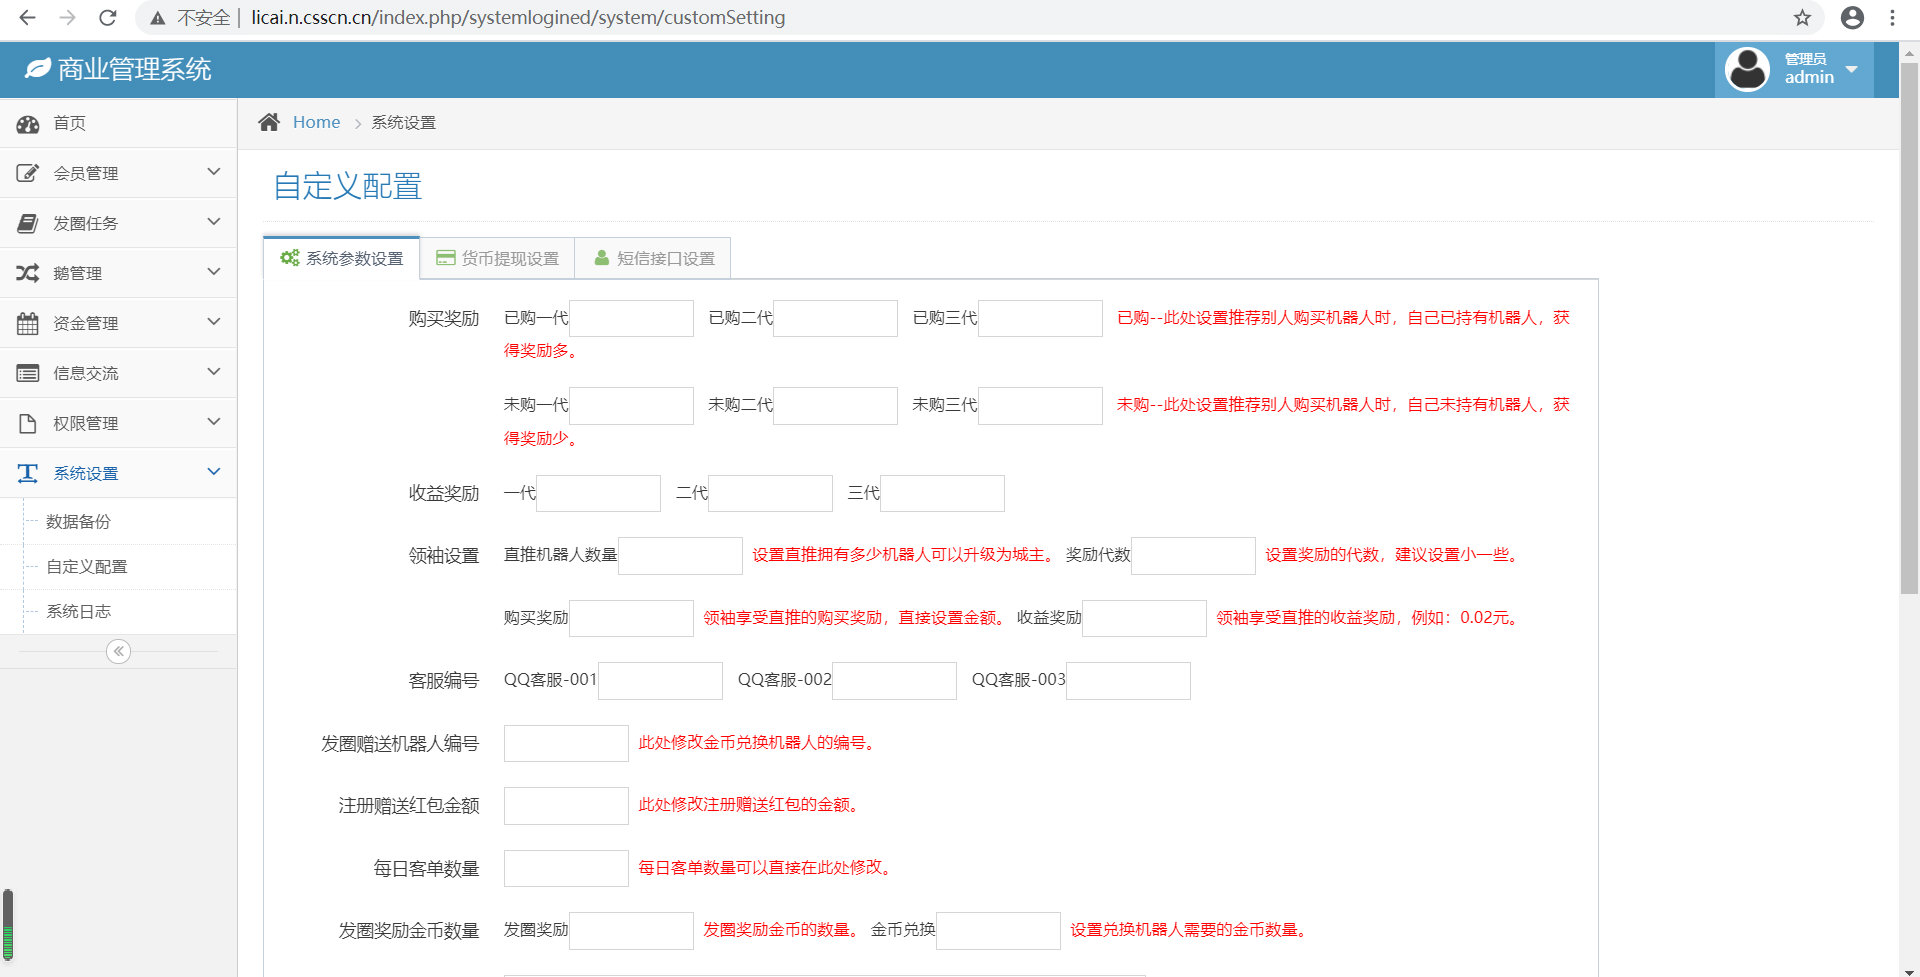 不安全 licai.n.csscn.cn/index.php/systemlogined/system/customSetting
商业管理系统
管理员
admin
首页
会员管理
发圈任务
鹅管理
资金管理
信息交流
权限管理
系统设置
数据备份
自定义配置
系统日志
Home 系统设置
自定义配置
系统参数设置 货币提现设置 短信接口设置
购买奖励 已购一代 已购二代 已购三代 已购--此处设置推荐别人购买机器人时，自己已持有机器人，获
得奖励多。
未购一代 未购二代 未购三代 未购--此处设置推荐别人购买机器人时，自己未持有机器人，获
得奖励少。
收益奖励 一代 二代 三代
领袖设置 直推机器人数量 设置直推拥有多少机器人可以升级为城主。 奖励代数 设置奖励的代数，建议设置小一些。
购买奖励 领袖享受直推的购买奖励，直接设置金额。 收益奖励 领袖享受直推的收益奖励，例如：0.02元。
客服编号 QQ客服-001 QQ客服-002 QQ客服-003
发圈赠送机器人编号 此处修改金币兑换机器人的编号。
注册赠送红包金额 此处修改注册赠送红包的金额。
每日客单数量 每日客单数量可以直接在此处修改。
发圈奖励金币数量 发圈奖励 发圈奖励金币的数量。 金币兑换 设置兑换机器人需要的金币数量。